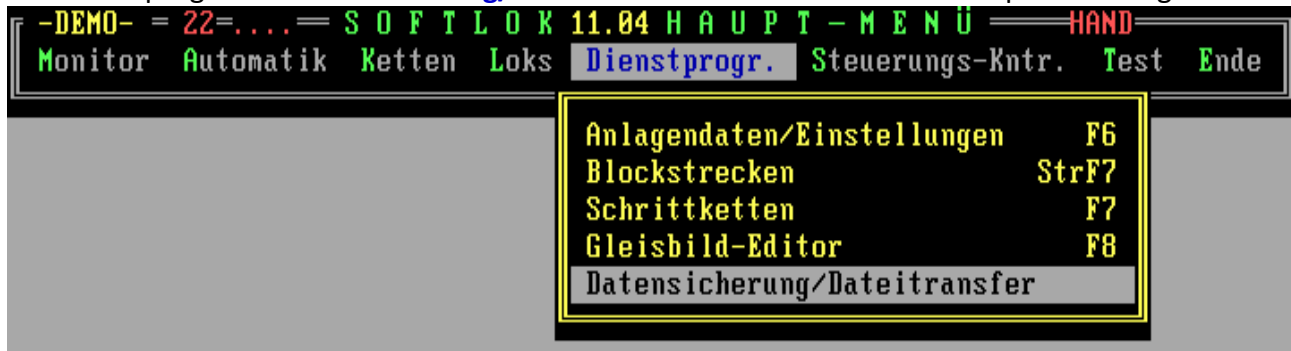 -DEMO- = 22=....== S O F T L O K 11.04 H A U P T - M E N Ü ════HAND═
Monitor Automatik Ketten Loks Dienstprogr. Steuerungs-Kntr. Test Ende
Anlagendaten/Einstellungen F6
Blockstrecken StrF7
Schrittketten F7
Gleisbild-Editor F8
Datensicherung/Dateitransfer